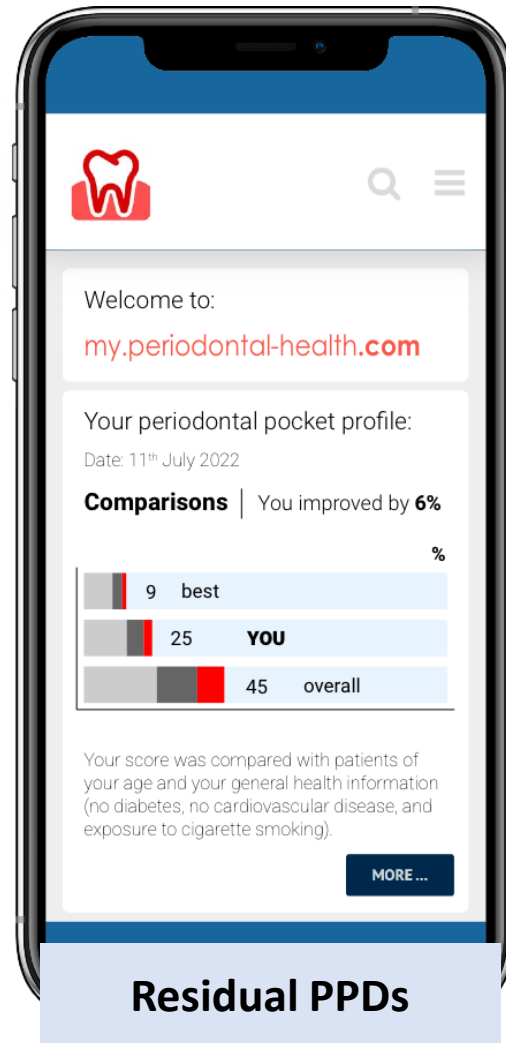 Welcome to:
my.periodontal-health.com
Your periodontal pocket profile:
Date: 11th July 2022
Comparisons | You improved by 6%
%
9 best
25 YOU
45 overall
Your score was compared with patients of
your age and your general health information
(no diabetes, no cardiovascular disease, and
exposure to cigarette smoking).
MORE ...
Residual PPDs